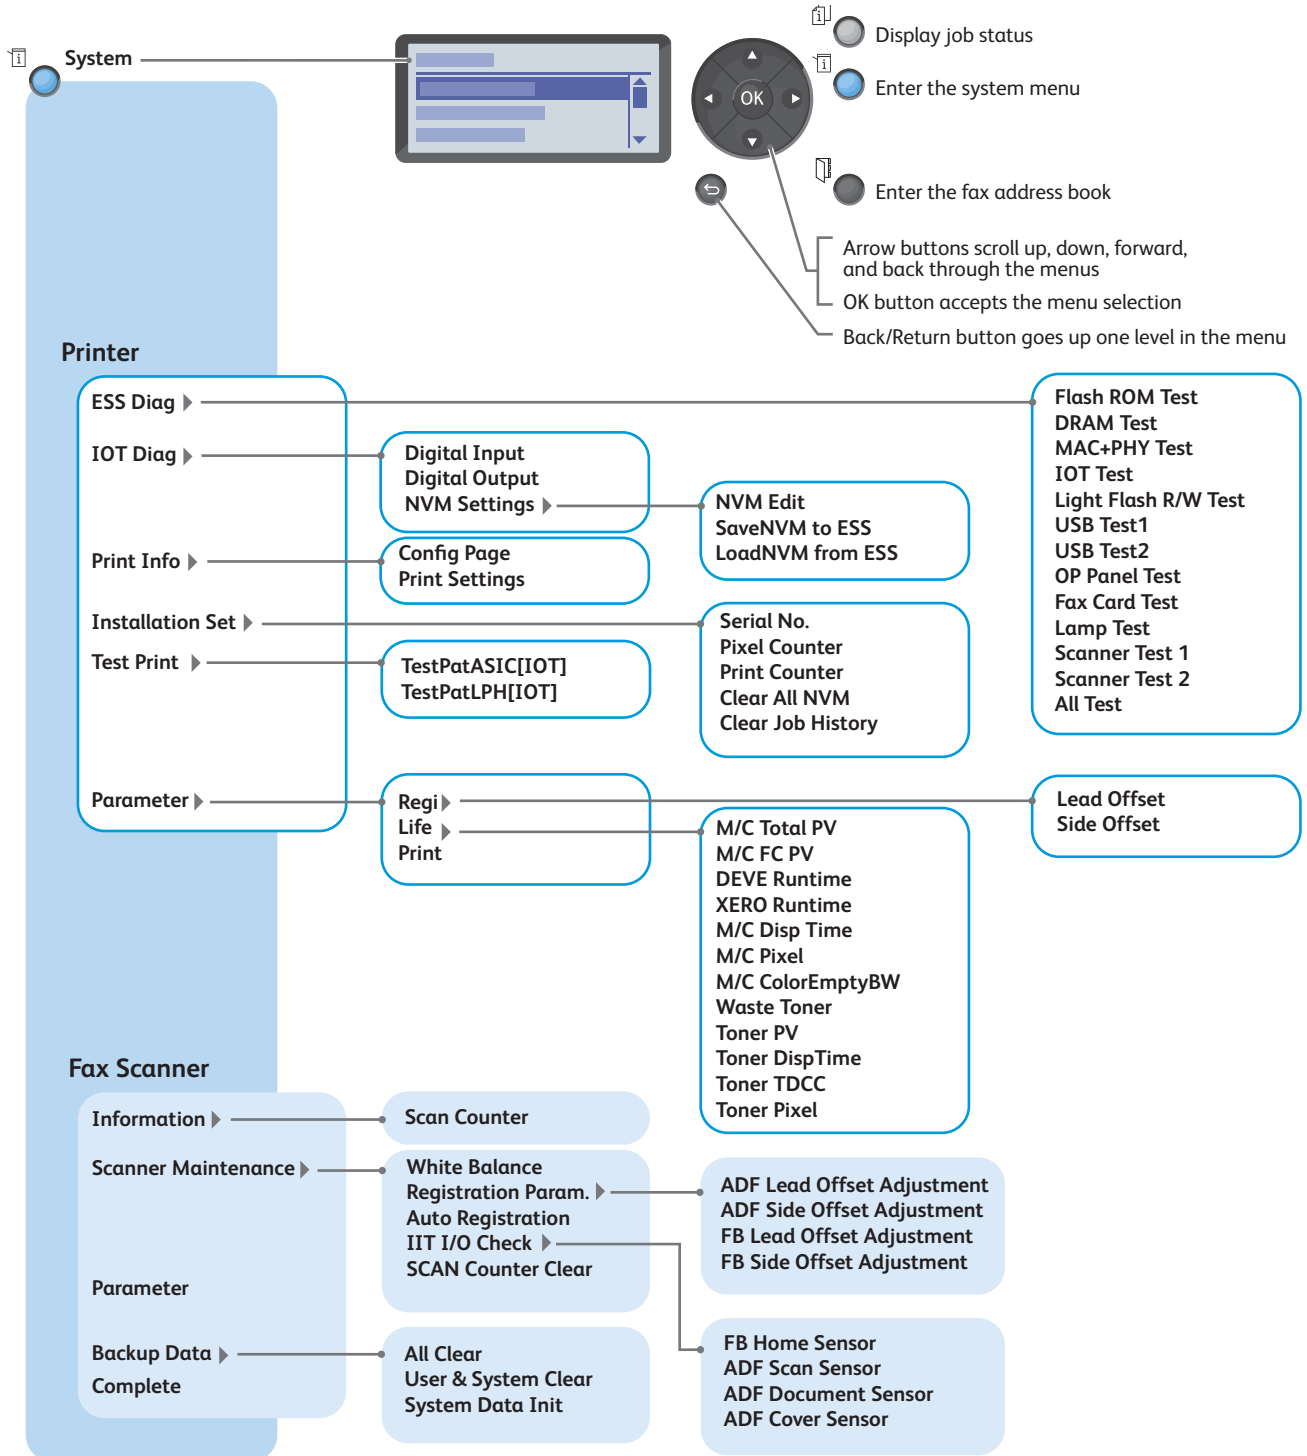 Display job status
System
Enter the system menu
OK
Enter the fax address book
Arrow buttons scroll up, down, forward,
and back through the menus
OK button accepts the menu selection
Back/Return button goes up one level in the menu
Printer
ESS Diag
Flash ROM Test
DRAM Test
MAC+PHY Test
IOT Test
Light Flash R/W Test
USB Test1
USB Test2
OP Panel Test
Fax Card Test
Lamp Test
Scanner Test 1
Scanner Test 2
All Test
IOT Diag
Digital Input
Digital Output
NVM Settings
NVM Edit
SaveNVM to ESS
LoadNVM from ESS
Print Info
Config Page
Print Settings
Installation Set
Serial No.
Pixel Counter
Print Counter
Clear All NVM
Clear Job History
Test Print
TestPatASIC[IOT]
TestPatLPH[IOT]
Parameter
Regi
Life
Print
Lead Offset
Side Offset
M/C Total PV
M/C FC PV
DEVE Runtime
XERO Runtime
M/C Disp Time
M/C Pixel
M/C ColorEmptyBW
Waste Toner
Toner PV
Toner DispTime
Toner TDCC
Toner Pixel
Fax Scanner
Information
Scan Counter
Scanner Maintenance
White Balance
Registration Param.
Auto Registration
IIT I/O Check
SCAN Counter Clear
ADF Lead Offset Adjustment
ADF Side Offset Adjustment
FB Lead Offset Adjustment
FB Side Offset Adjustment
FB Home Sensor
ADF Scan Sensor
ADF Document Sensor
ADF Cover Sensor
Parameter
Backup Data
All Clear
User & System Clear
System Data Init
Complete